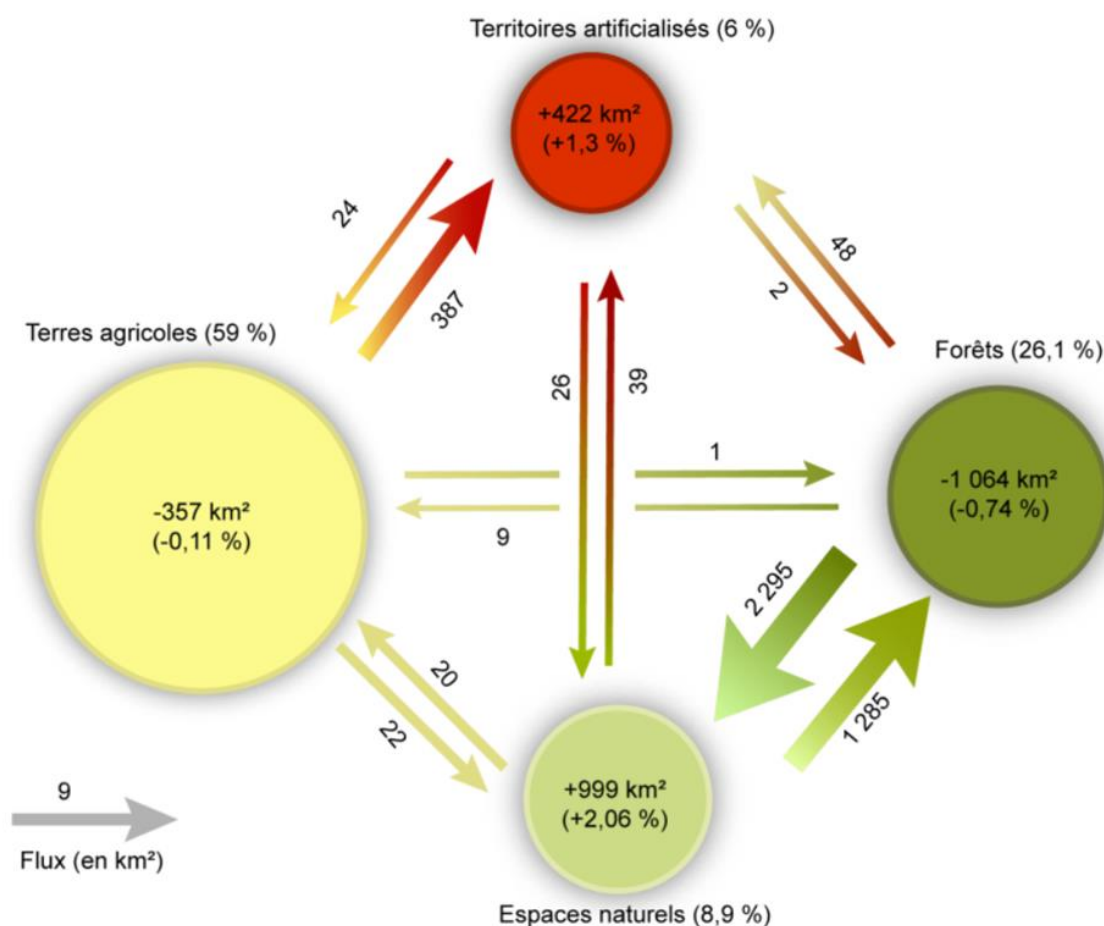 Territoires artificialisés (6 %)
+422 km²
(+1,3 %)
24
387
48
2
Terres agricoles (59 %)
Forêts (26,1 %)
26
39
1
-357 km²
(-0,11 %)
-1 064 km²
(-0,74 %)
9
2 295
1 285
20
22
9
+999 km²
(+2,06 %)
Flux (en km²)
Espaces naturels (8,9 %)